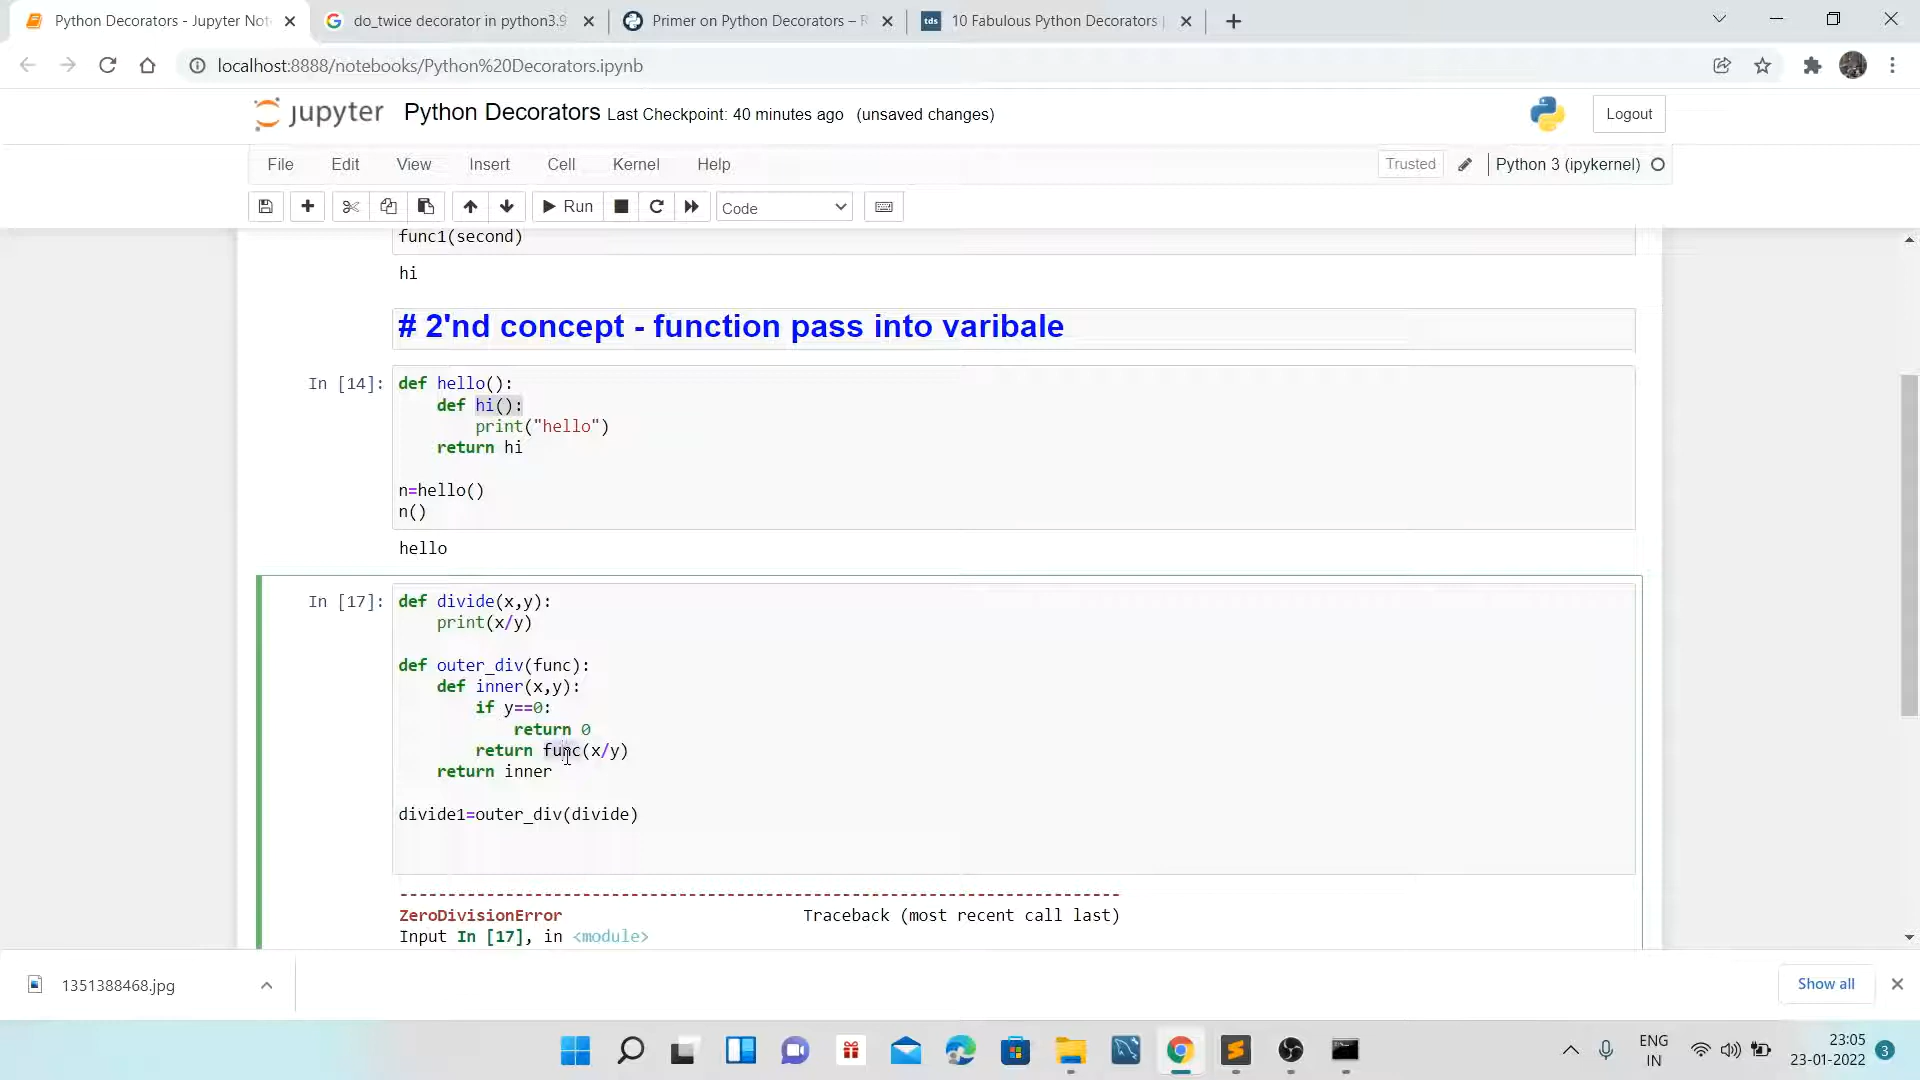 Python Decorators - Jupyter Not
do_twice decorator in python3.9
Primer on Python Decorators – R
tds
10 Fabulous Python Decorators |
localhost:8888/notebooks/Python%20Decorators.ipynb
jupyter
Python Decorators Last Checkpoint: 40 minutes ago (unsaved changes)
Logout
File Edit View Insert Cell Kernel Help
Trusted
Python 3 (ipykernel)
Run
Code
func1(second)
hi
# 2'nd concept - function pass into varibale
In [14]:
def hello():
    def hi():
        print("hello")
    return hi
n=hello()
n()
hello
In [17]:
def divide(x,y):
    print(x/y)
def outer_div(func):
    def inner(x,y):
        if y==0:
            return 0
        return func(x/y)
    return inner
divide1=outer_div(divide)
---------------------------------------------------------------------------
ZeroDivisionError                         Traceback (most recent call last)
Input In [17], in <module>
1351388468.jpg
Show all
ENG
IN
23:05
23-01-2022
3